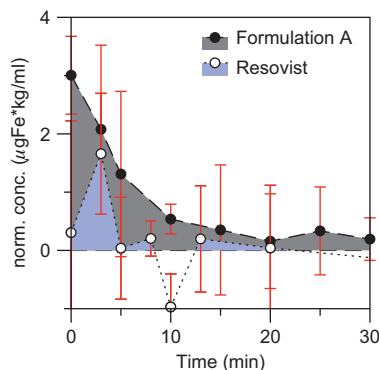 4
Formulation A
Resovist
2
0
norm. conc. (µgFe*kg/ml)
0 10 20 30
Time (min)